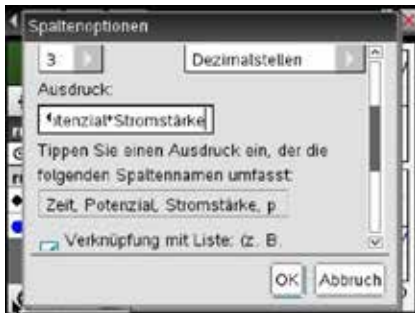 Spaltenoptionen
3 Dezimalstellen
Ausdruck:
tenzial*Stromstärke
Tippen Sie einen Ausdruck ein, der die
folgenden Spaltennamen umfasst:
Zeit, Potenzial, Stromstärke, p
Verknüpfung mit Liste: (z. B.
OK Abbruch